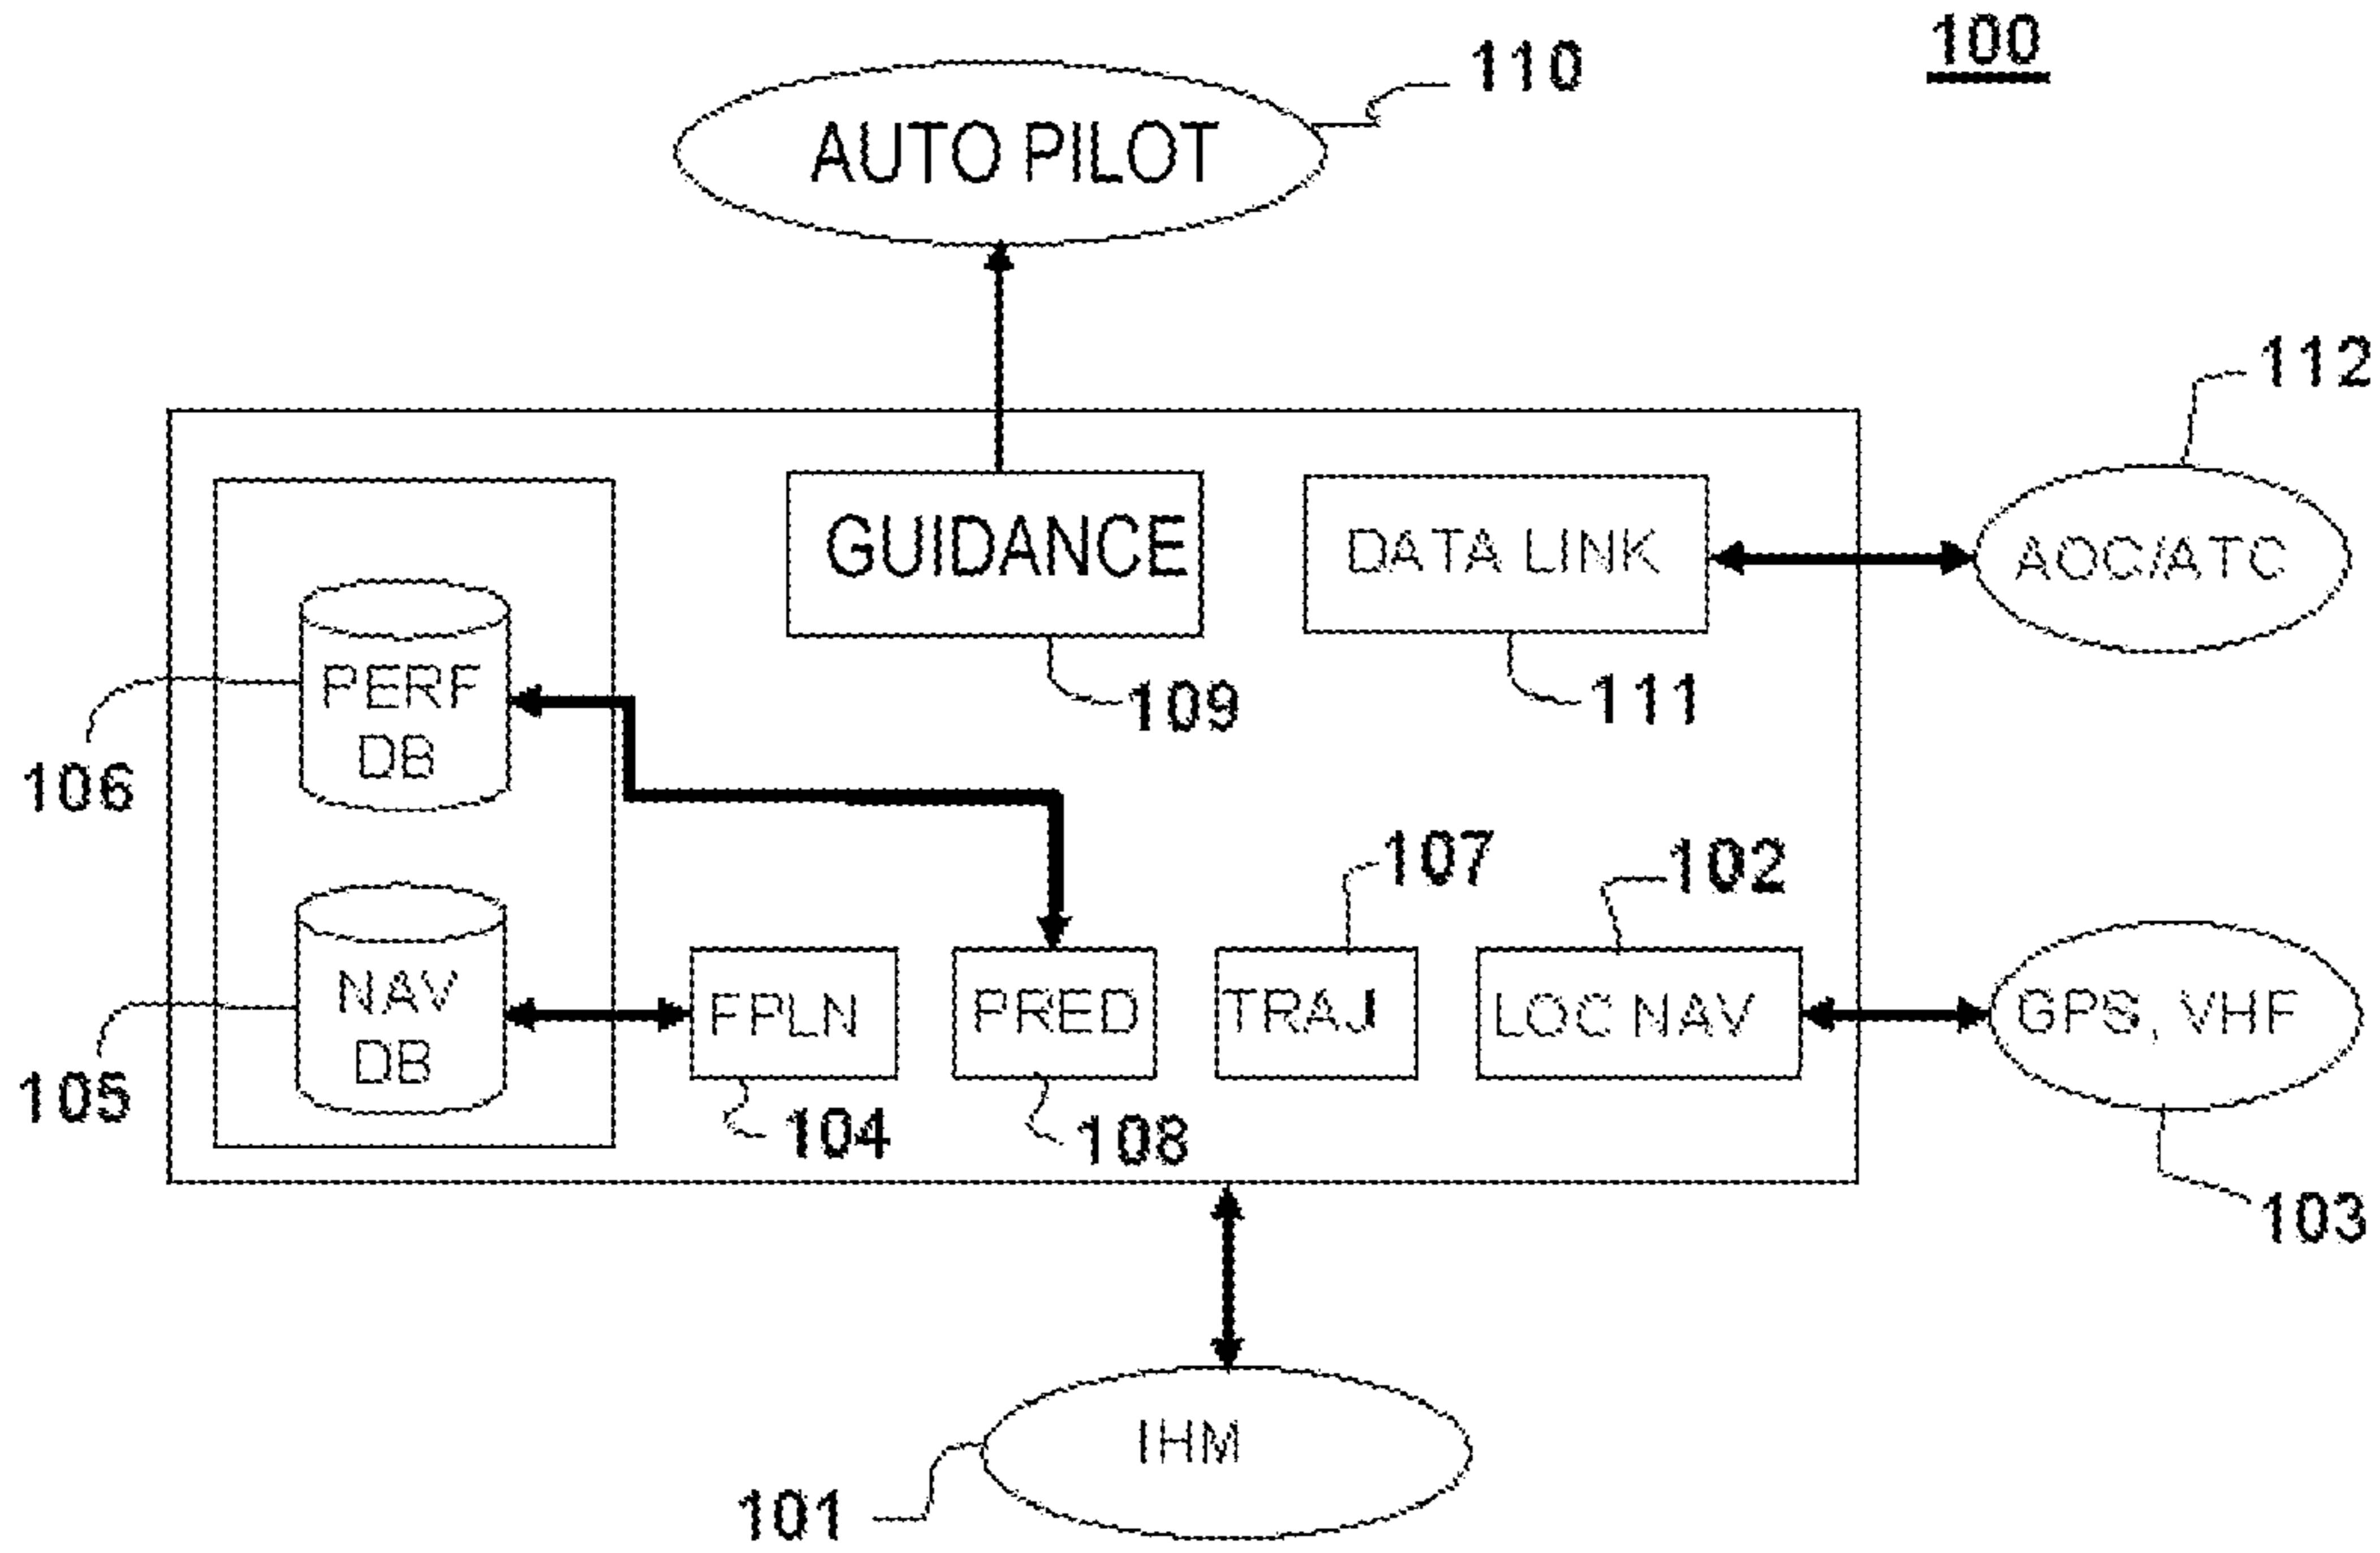 100
110
AUTO PILOT
112
GUIDANCE
DATA LINK
AOC/ATC
PERF
DB
109
111
106
107
102
NAV
DB
FPLN
PRED
TRAJ
LOC NAV
GPS, VHF
105
104
108
103
IHM
101